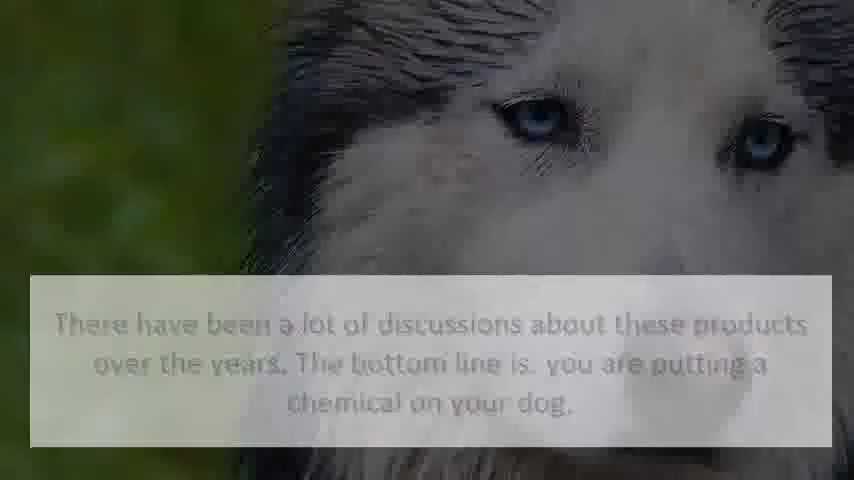 There have been a lot of discussions about these products
over the years. The bottom line is, you are putting a
chemical on your dog.